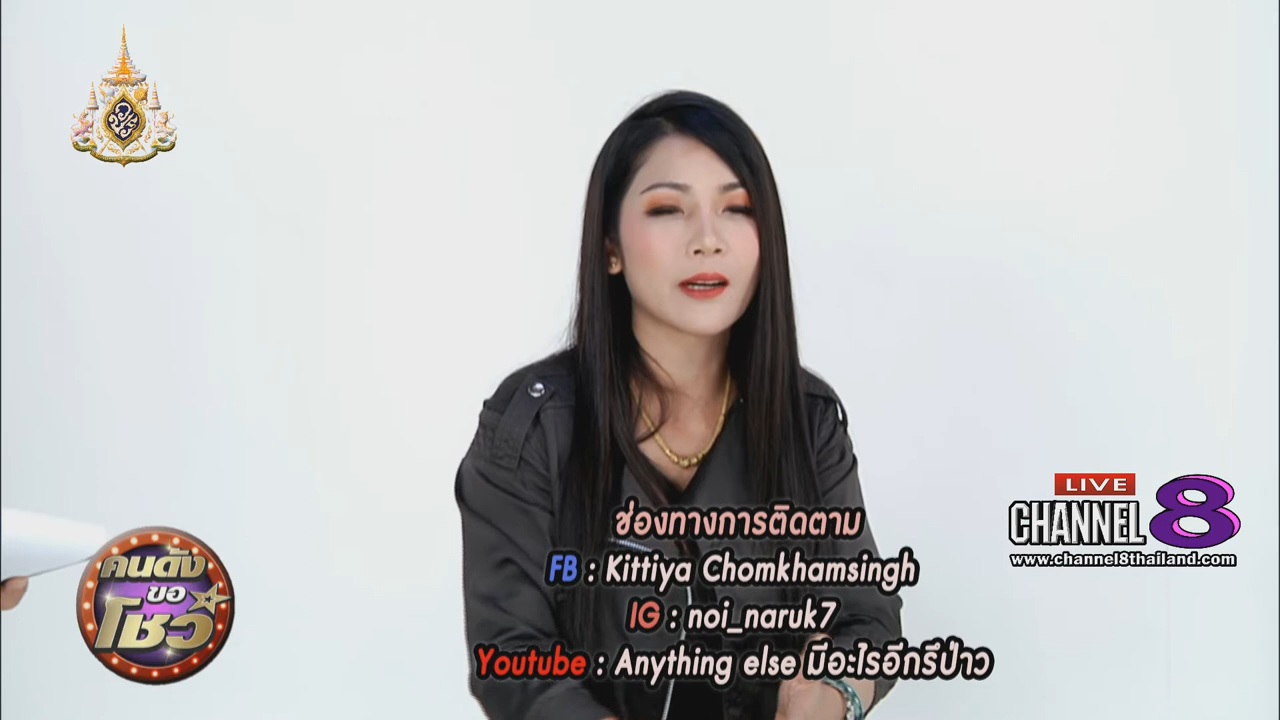 ช่องทางการติดตาม
FB : Kittiya Chomkhamsingh
IG : noi_naruk7
Youtube : Anything else มีอะไรอีกรึป่าว
LIVE
CHANNEL 8
www.channel8thailand.com
คนดัง
ขอ
โชว์